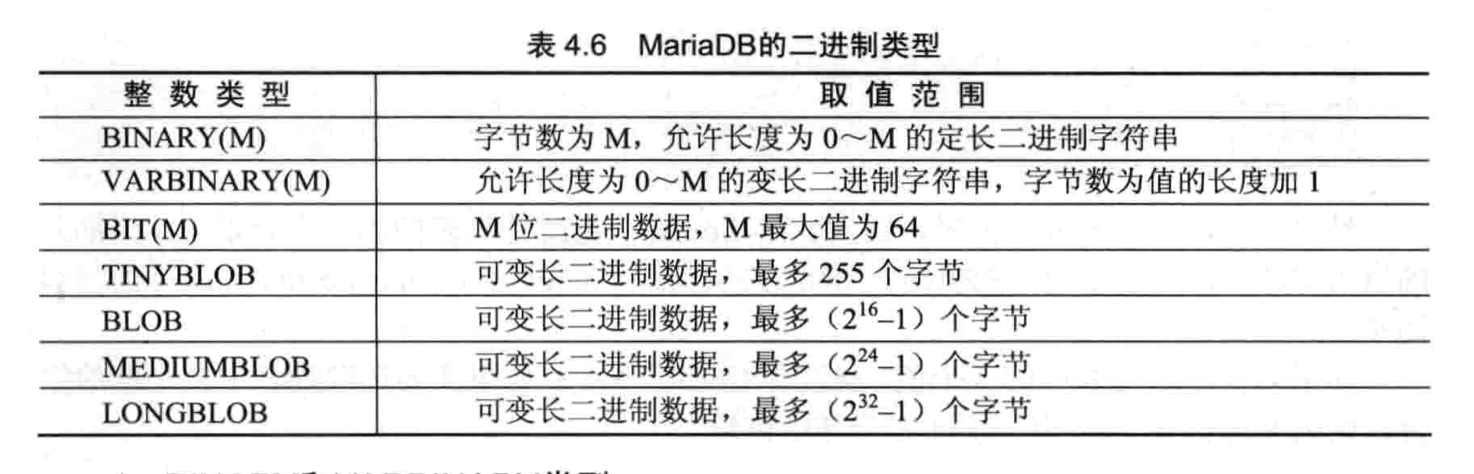 表 4.6 MariaDB的二进制类型
整 数 类 型 取 值 范 围
BINARY(M) 字节数为 M，允许长度为 0～M 的定长二进制字符串
VARBINARY(M) 允许长度为 0～M 的变长二进制字符串，字节数为值的长度加 1
BIT(M) M 位二进制数据，M 最大值为 64
TINYBLOB 可变长二进制数据，最多 255 个字节
BLOB 可变长二进制数据，最多（2¹⁶–1）个字节
MEDIUMBLOB 可变长二进制数据，最多（2²⁴–1）个字节
LONGBLOB 可变长二进制数据，最多（2³²–1）个字节